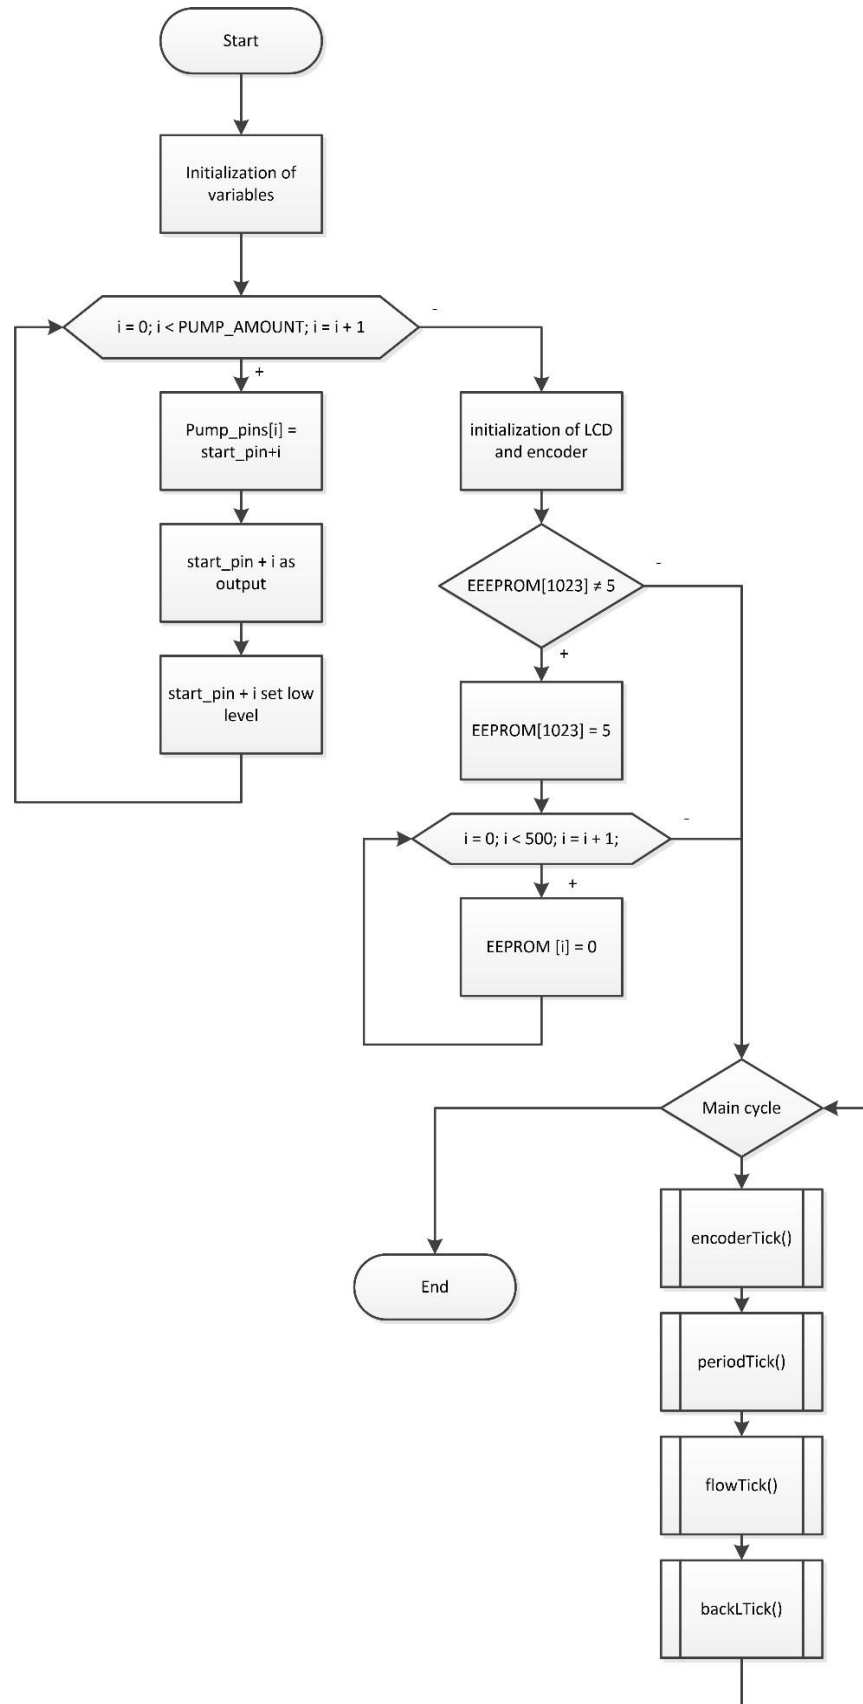 Start
Initialization of
variables
i = 0; i < PUMP_AMOUNT; i = i + 1
-
+
Pump_pins[i] =
start_pin+i
start_pin + i as
output
start_pin + i set low
level
initialization of LCD
and encoder
EEEPROM[1023] ≠ 5
-
+
EEPROM[1023] = 5
i = 0; i < 500; i = i + 1;
-
+
EEPROM [i] = 0
Main cycle
End
encoderTick()
periodTick()
flowTick()
backLTick()